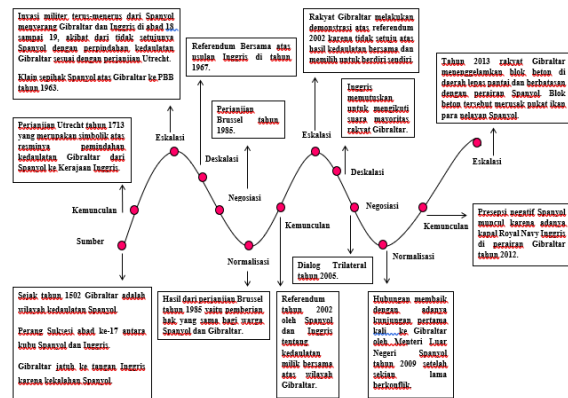 Invasi militer terus-menerus dari Spanyol
menyerang Gibraltar dan Inggris di abad 18
sampai 19, akibat dari tidak setujunya
Spanyol dengan perpindahan kedaulatan
Gibraltar sesuai dengan perjanjian Utrecht.
Klaim sepihak Spanyol atas Gibraltar ke PBB
tahun 1963.
Referendum Bersama atas
usulan Inggris di tahun
1967.
Rakyat Gibraltar melakukan
demonstrasi atas referendum
2002 karena tidak setuju atas
hasil kedaulatan bersama dan
memilih untuk berdiri sendiri.
Tahun 2013 rakyat Gibraltar
menenggelamkan blok beton di
daerah lepas pantai dan berbatasan
dengan perairan Spanyol. Blok
beton tersebut merusak pukat ikan
para nelayan Spanyol.
Perjanjian Utrecht tahun 1713
yang merupakan simbolik atas
resminya pemindahan
kedaulatan Gibraltar dari
Spanyol ke Kerajaan Inggris.
Perjanjian
Brussel tahun
1985.
Inggris
memutuskan
untuk mengikuti
suara mayoritas
rakyat Gibraltar.
Eskalasi
Deskalasi
Eskalasi
Deskalasi
Eskalasi
Kemunculan
Negosiasi
Kemunculan
Negosiasi
Kemunculan
Sumber
Normalisasi
Normalisasi
Presepsi negatif Spanyol
muncul karena adanya
kapal Royal Navy Inggris
di perairan Gibraltar
tahun 2012.
Dialog Trilateral
tahun 2005.
Sejak tahun 1502 Gibraltar adalah
wilayah kedaulatan Spanyol.
Perang Suksesi abad ke-17 antara
kubu Spanyol dan Inggris.
Gibraltar jatuh ke tangan Inggris
karena kekalahan Spanyol.
Hasil dari perjanjian Brussel
tahun 1985 yaitu pemberian
hak yang sama bagi warga
Spanyol dan Gibraltar.
Referendum
tahun 2002
oleh Spanyol
dan Inggris
tentang
kedaulatan
milik bersama
atas wilayah
Gibraltar.
Hubungan membaik
dengan adanya
kunjungan pertama
kali ke Gibraltar
oleh Menteri Luar
Negeri Spanyol
tahun 2009 setelah
sekian lama
berkonflik.